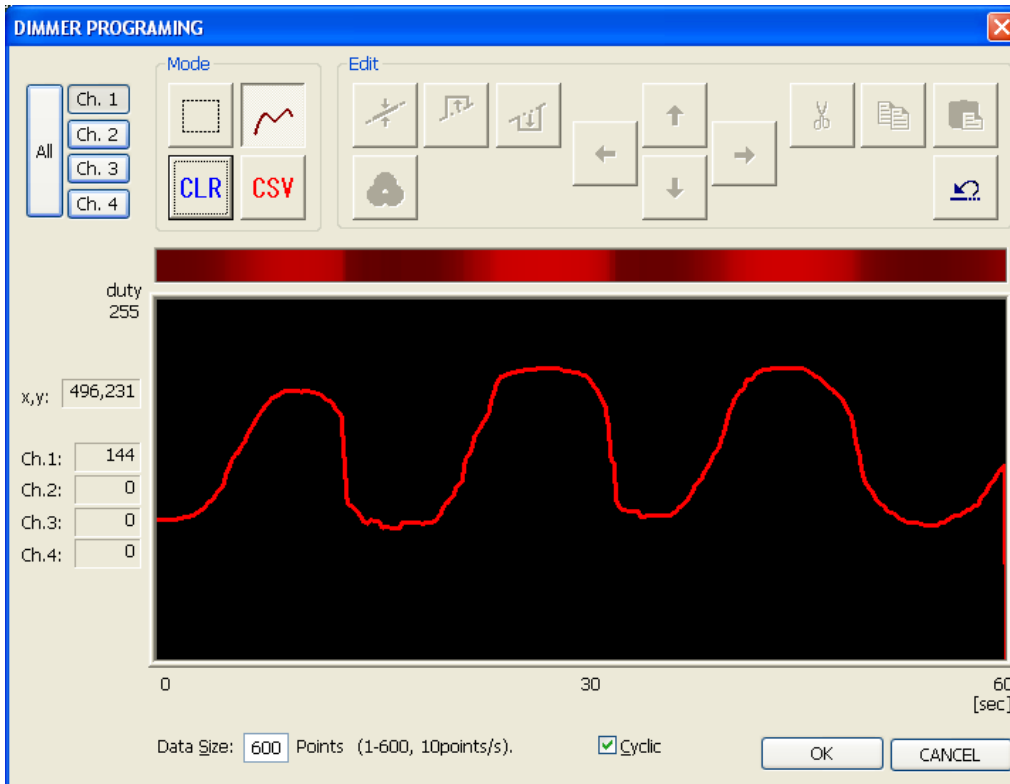 DIMMER PROGRAMING
Mode
Edit
All
Ch. 1
Ch. 2
Ch. 3
Ch. 4
CLR
CSV
duty
255
x,y: 496,231
Ch.1: 144
Ch.2: 0
Ch.3: 0
Ch.4: 0
0 30 60
[sec]
Data Size: 600 Points (1-600, 10points/s). Cyclic OK CANCEL